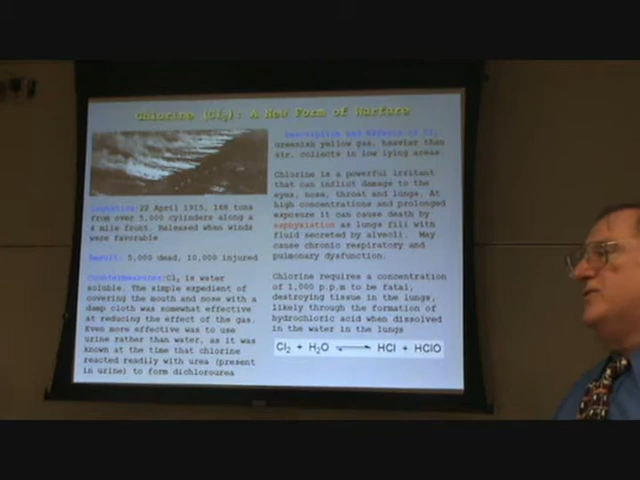 Chlorine (Cl2): A New Form of Warfare
Logistics: 22 April 1915, 168 tons
from over 5,000 cylinders along a
4 mile front. Released when winds
were favorable
Result: 5,000 dead, 10,000 injured
Countermeasures: Cl2 is water
soluble. The simple expedient of
covering the mouth and nose with a
damp cloth was somewhat effective
at reducing the effect of the gas.
Even more effective was to use
urine rather than water, as it was
known at the time that chlorine
reacted readily with urea (present
in urine) to form dichlorourea
Description and Effects of Cl2
greenish yellow gas, heavier than
air, collects in low lying areas
Chlorine is a powerful irritant
that can inflict damage to the
eyes, nose, throat and lungs. At
high concentrations and prolonged
exposure it can cause death by
asphyxiation as lungs fill with
fluid secreted by alveoli. May
cause chronic respiratory and
pulmonary dysfunction.
Chlorine requires a concentration
of 1,000 p.p.m to be fatal,
destroying tissue in the lungs,
likely through the formation of
hydrochloric acid when dissolved
in the water in the lungs
Cl2 + H2O ⇌ HCl + HClO